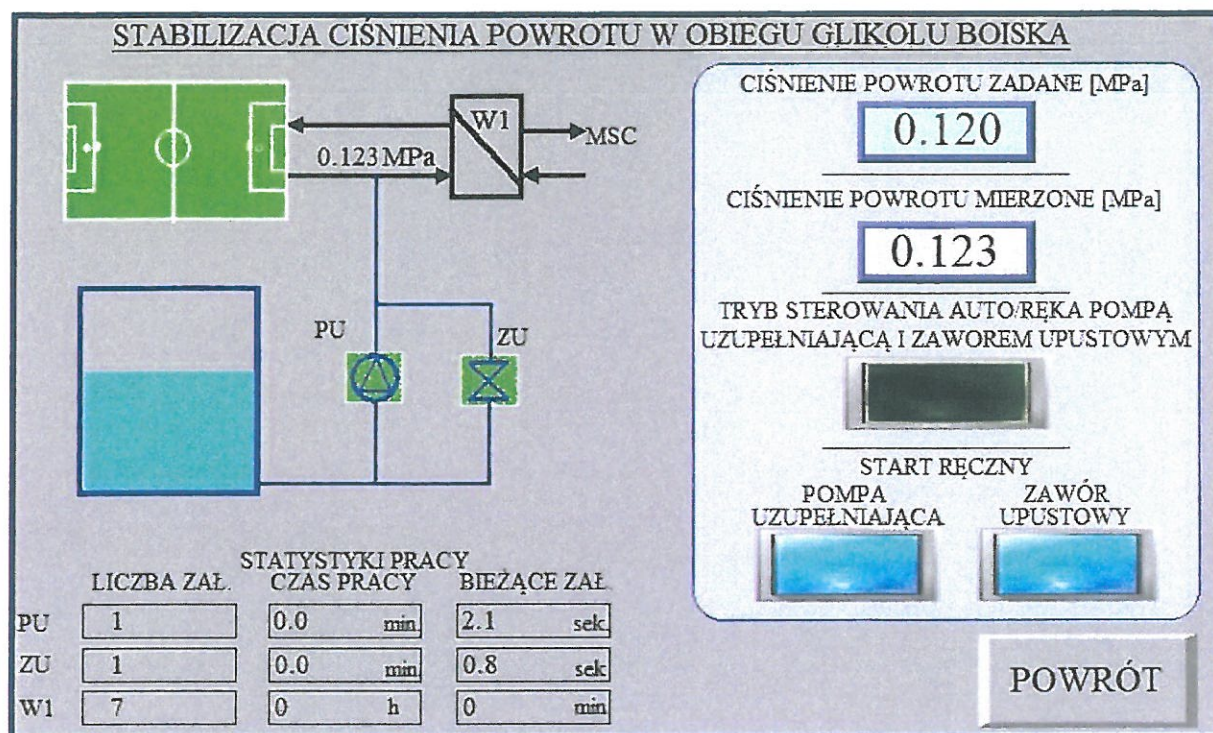 STABILIZACJA CIŚNIENIA POWROTU W OBIEGU GLIKOLU BOISKA
W1
MSC
0.123 MPa
PU
ZU
CIŚNIENIE POWROTU ZADANE [MPa]
0.120
CIŚNIENIE POWROTU MIERZONE [MPa]
0.123
TRYB STEROWANIA AUTO/RĘKA POMPĄ
UZUPEŁNIAJĄCĄ I ZAWOREM UPUSTOWYM
START RĘCZNY
POMPA
UZUPEŁNIAJĄCA
ZAWÓR
UPUSTOWY
STATYSTYKI PRACY
LICZBA ZAŁ. CZAS PRACY BIEŻĄCE ZAŁ.
PU 1 0.0 min. 2.1 sek.
ZU 1 0.0 min. 0.8 sek
W1 7 0 h 0 min
POWRÓT